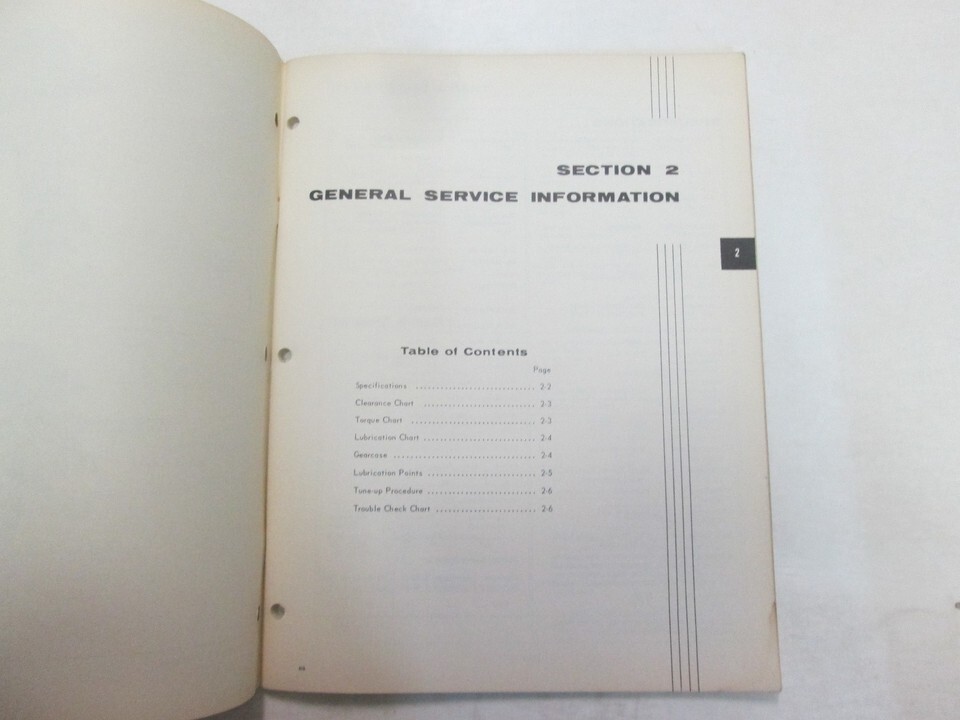 SECTION 2
GENERAL SERVICE INFORMATION
2
Table of Contents
Page
Specifications ............................. 2-2
Clearance Chart ........................... 2-3
Torque Chart .............................. 2-3
Lubrication Chart ........................... 2-4
Gearcase .................................. 2-4
Lubrication Points .......................... 2-5
Tune-up Procedure .......................... 2-6
Trouble Check Chart ........................ 2-6